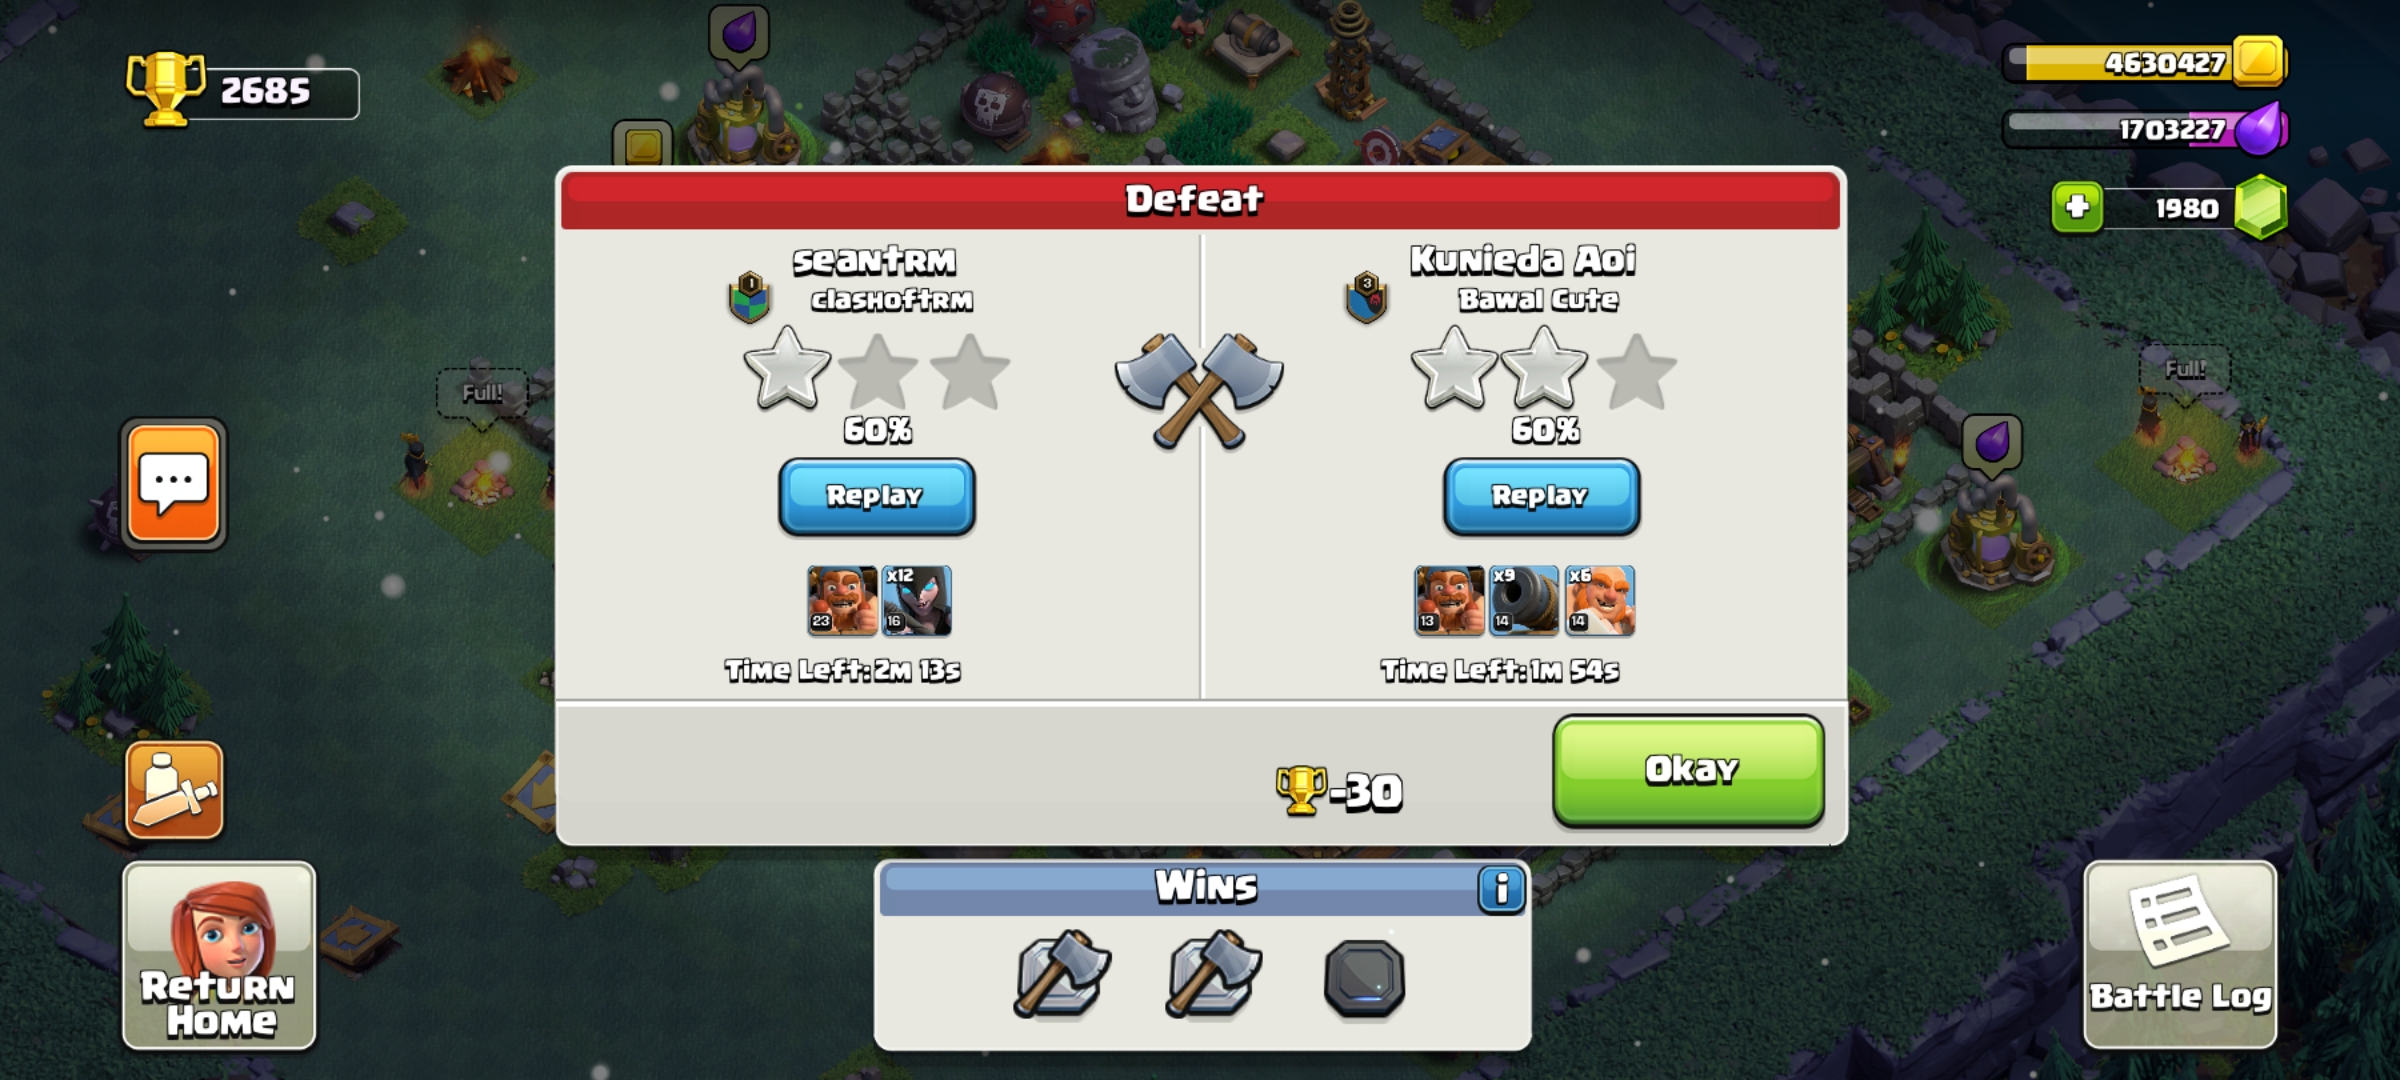 2685
4630427
1703227
1980
Defeat
seantrm
Kunieda Aoi
1
clashoftrm
3
Bawal Cute
60%
60%
Full!
Full!
Replay
Replay
23
x12
16
13
x9
14
x6
14
Time Left:2m 13s
Time Left:1m 54s
-30
Okay
Wins
i
Return
Home
Battle Log